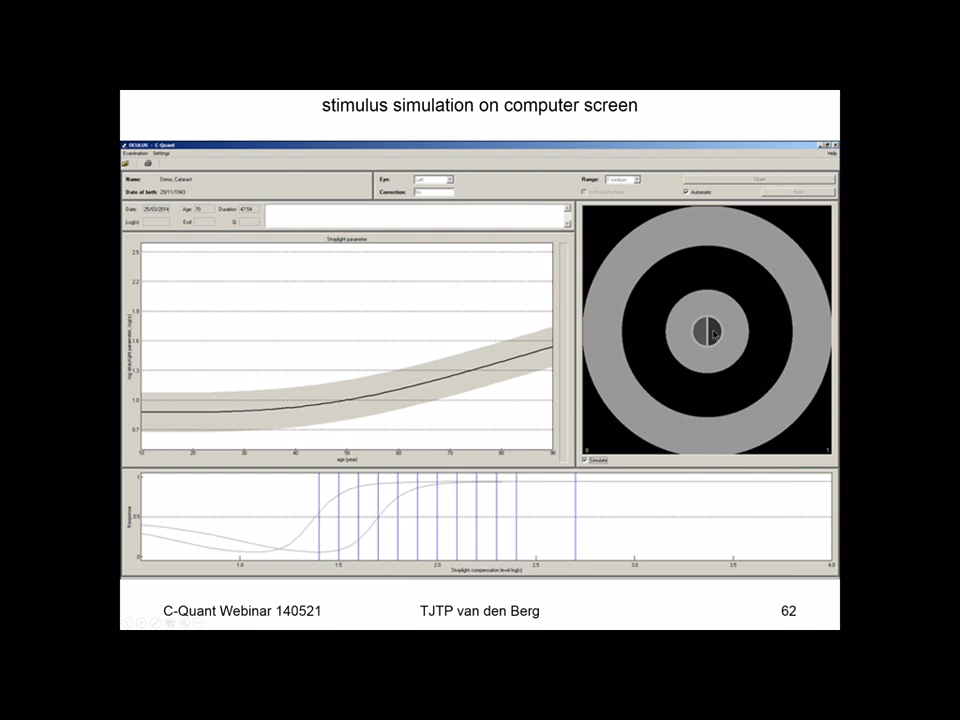 stimulus simulation on computer screen
OCULUS - C-Quant
Examination Settings Help
Name: Demo, Cataract
Date of birth: 29/11/1943
Eye: Left
Correction: No
Range: Start
Automatic
Date: 25/03/2014 Age: 70 Duration: 47:54
Log(s): Esd: Q:
Straylight parameter
log straylight parameter, log(s)
2.5
2.2
1.9
1.6
1.3
1.0
0.7
10 20 30 40 50 60 70 80 90
age (year)
0 1
Simulate
Response
1
0.5
0
1.0 1.5 2.0 2.5 3.0 3.5 4.0
Straylight compensation level log(s)
C-Quant Webinar 140521 TJTP van den Berg 62